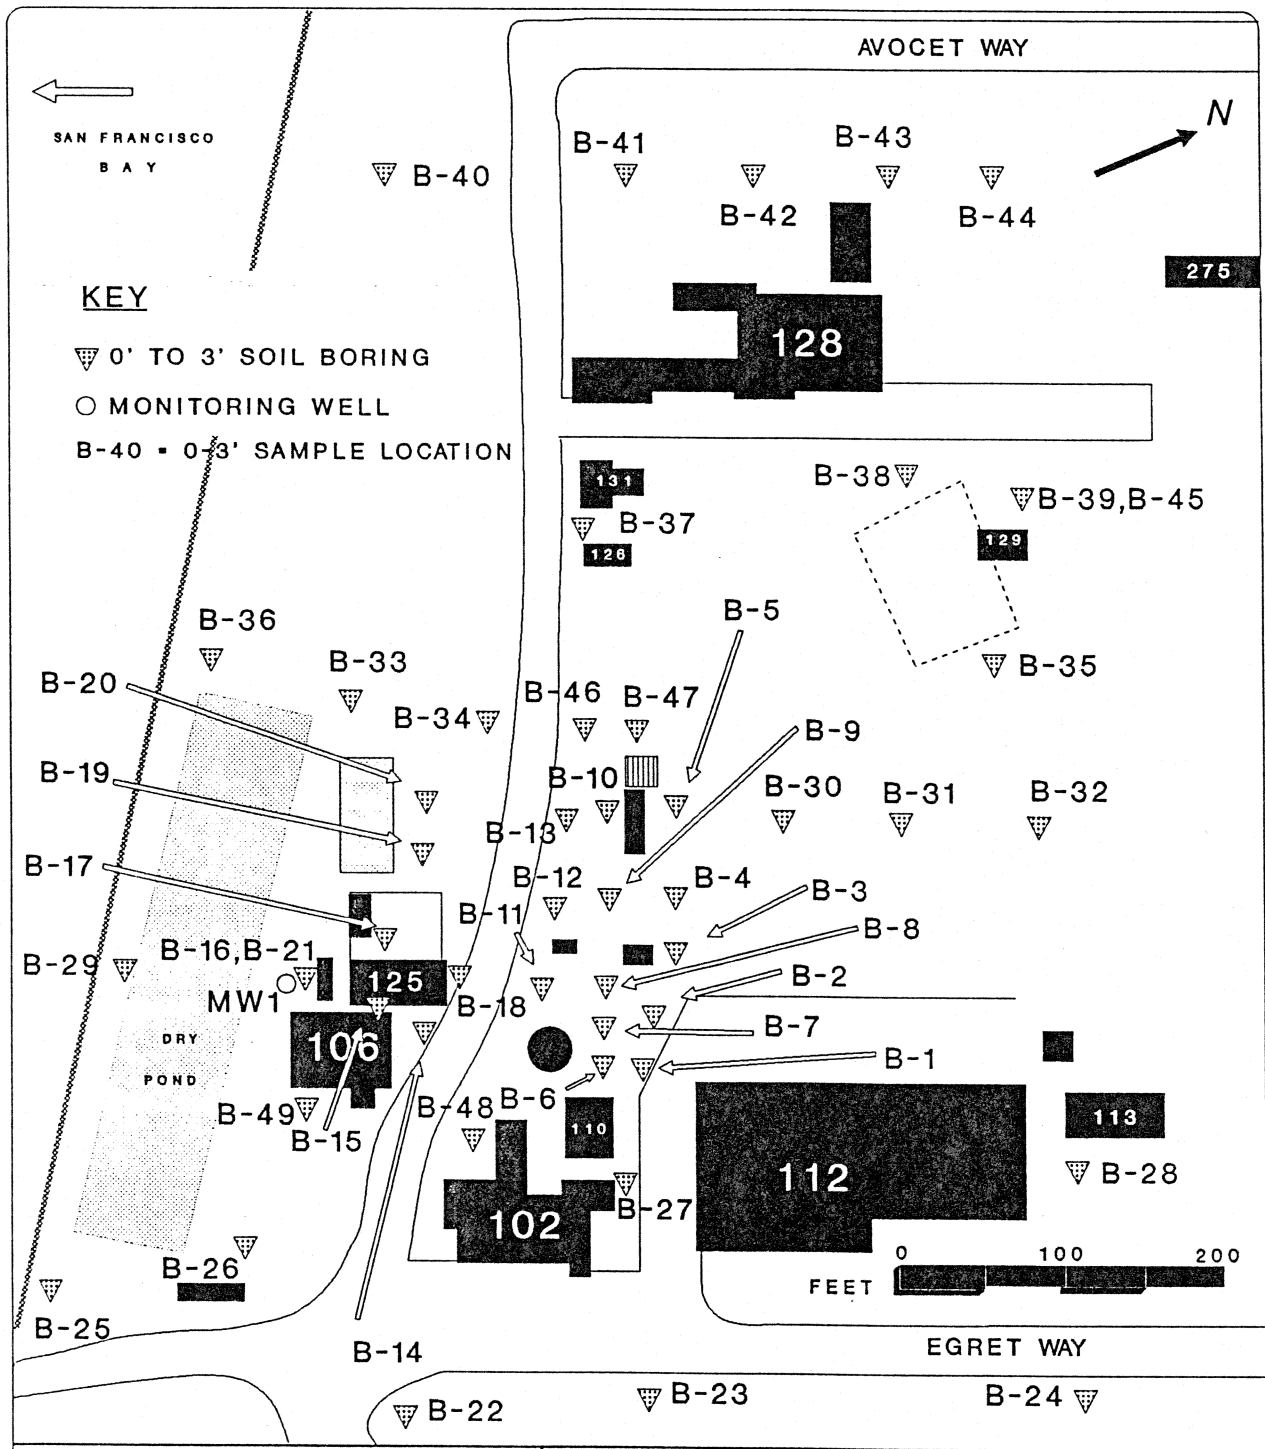 AVOCET WAY
N
SAN FRANCISCO
BAY
B-41
B-43
B-40
B-42
B-44
275
KEY
0' TO 3' SOIL BORING
MONITORING WELL
B-40 = 0-3' SAMPLE LOCATION
128
131
B-38
B-39,B-45
B-37
126
129
B-5
B-36
B-33
B-35
B-20
B-46
B-47
B-34
B-9
B-19
B-10
B-30
B-31
B-32
B-13
B-17
B-12
B-4
B-3
B-11
B-8
B-16,B-21
B-29
125
B-2
MW1
B-18
B-7
DRY
POND
106
B-1
B-48
B-6
B-49
B-15
110
113
112
B-28
B-27
102
B-26
0 100 200
FEET
B-25
B-14
EGRET WAY
B-22
B-23
B-24